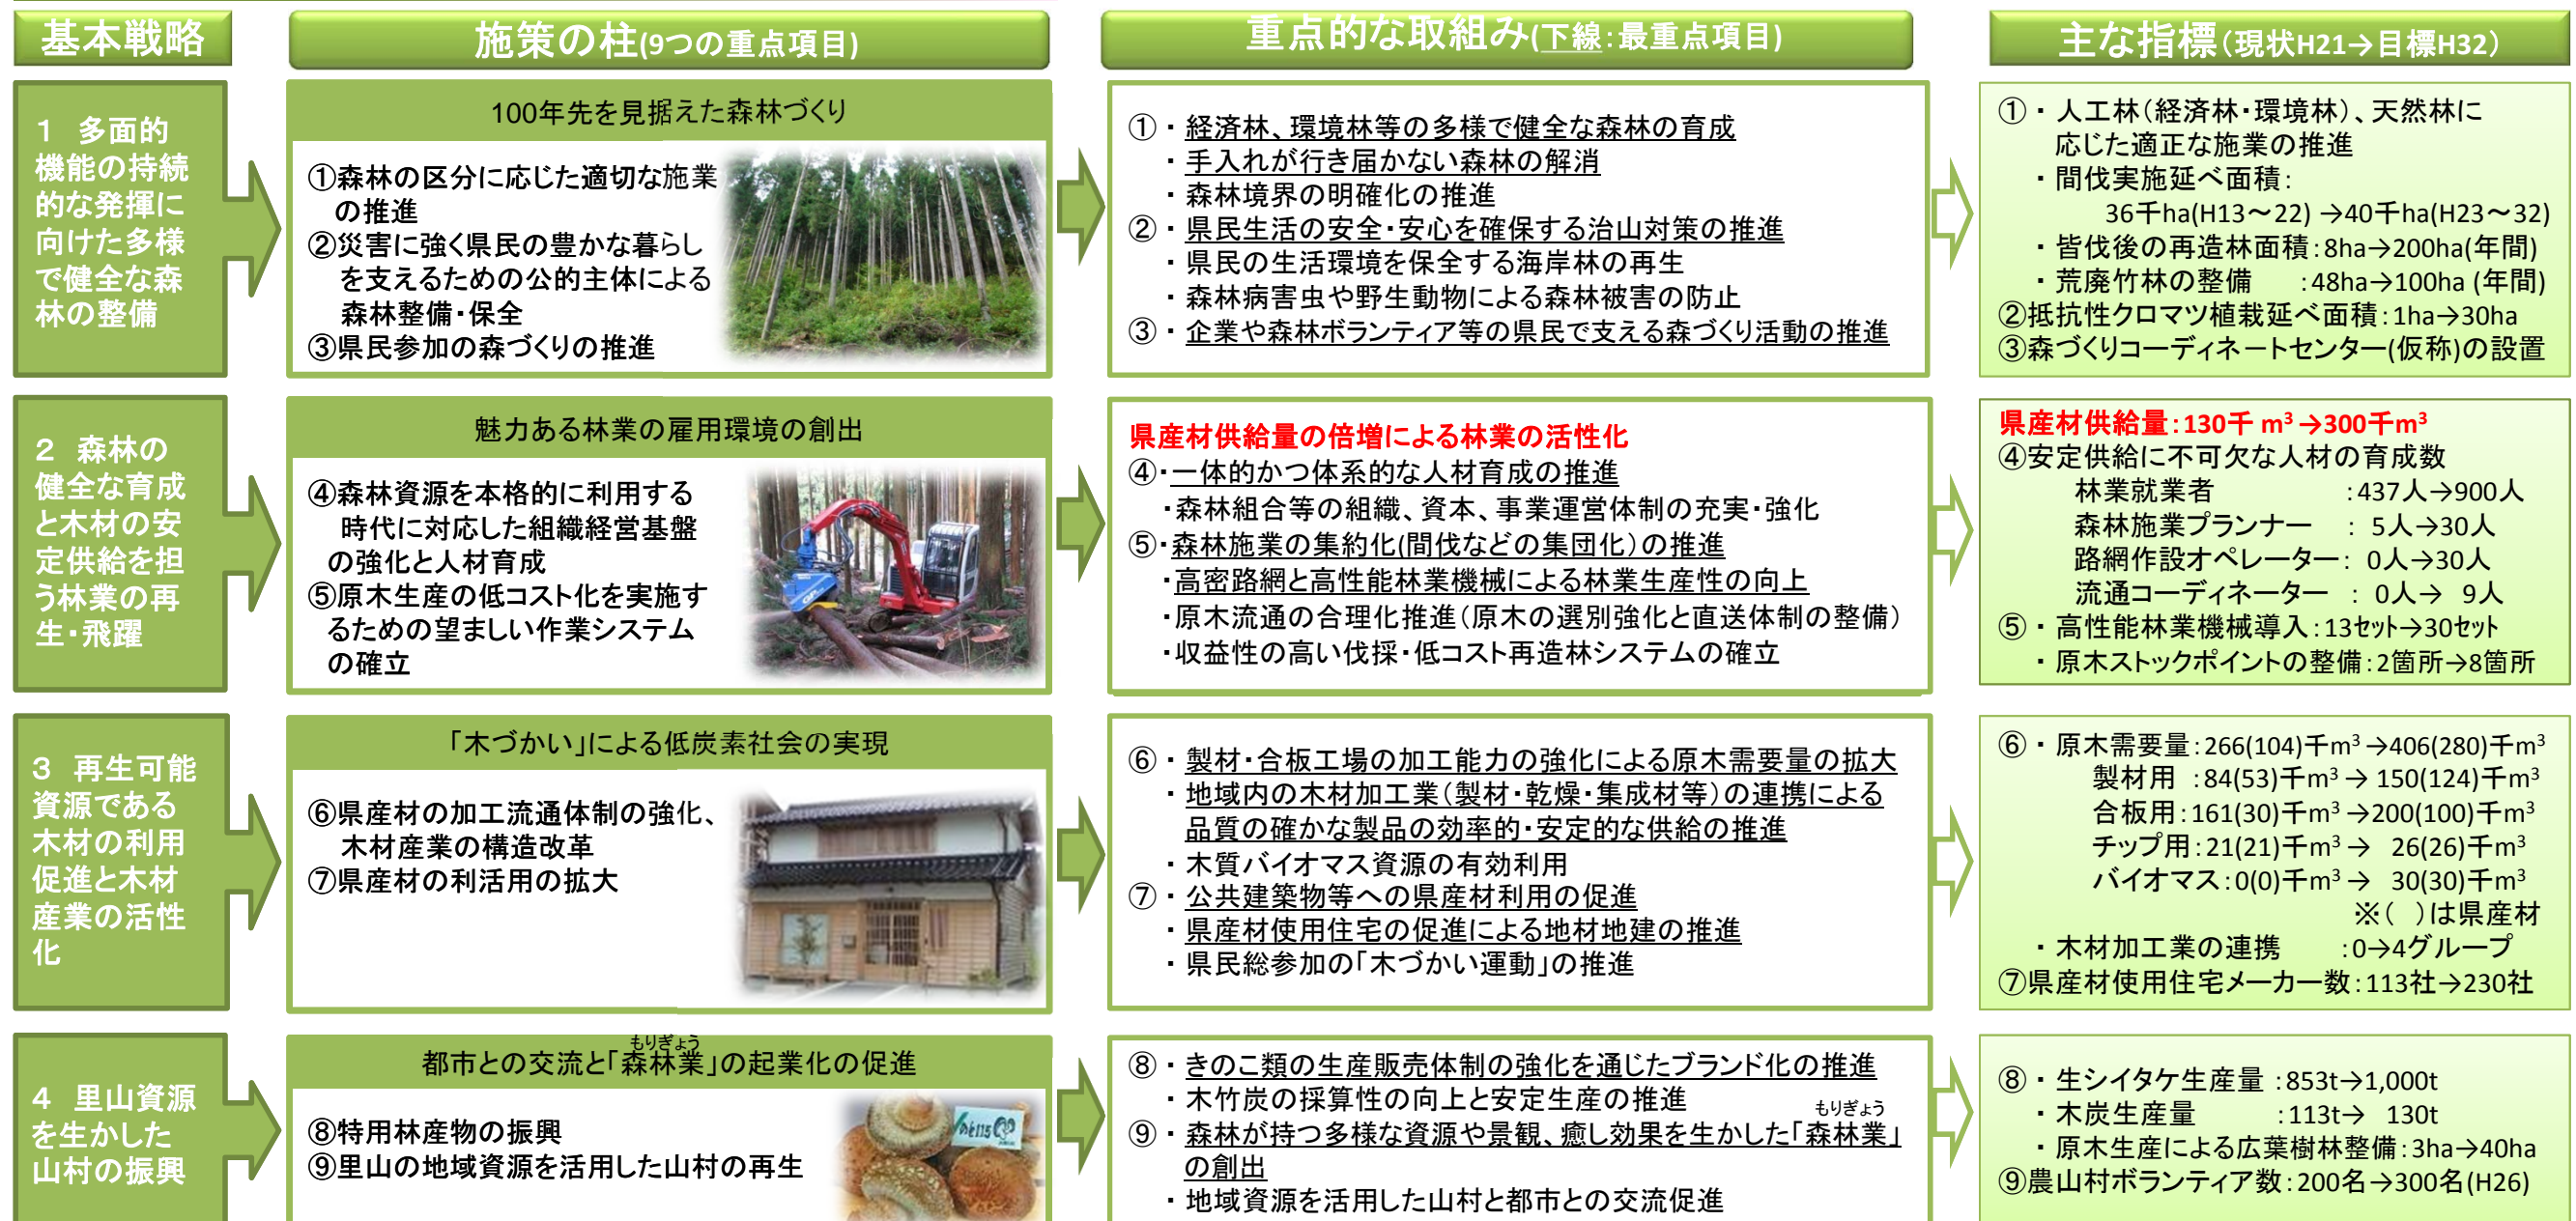 基本戦略
施策の柱(9つの重点項目)
重点的な取組み(下線:最重点項目)
主な指標(現状H21→目標H32)
1 多面的
機能の持続
的な発揮に
向けた多様
で健全な森
林の整備
100年先を見据えた森林づくり
①森林の区分に応じた適切な施業
の推進
②災害に強く県民の豊かな暮らし
を支えるための公的主体による
森林整備・保全
③県民参加の森づくりの推進
①・経済林、環境林等の多様で健全な森林の育成
・手入れが行き届かない森林の解消
・森林境界の明確化の推進
②・県民生活の安全・安心を確保する治山対策の推進
・県民の生活環境を保全する海岸林の再生
・森林病害虫や野生動物による森林被害の防止
③・企業や森林ボランティア等の県民で支える森づくり活動の推進
①・人工林(経済林・環境林)、天然林に
応じた適正な施業の推進
・間伐実施延べ面積:
36千ha(H13〜22)→40千ha(H23〜32)
・皆伐後の再造林面積:8ha→200ha(年間)
・荒廃竹林の整備 :48ha→100ha (年間)
②抵抗性クロマツ植栽延べ面積:1ha→30ha
③森づくりコーディネートセンター(仮称)の設置
2 森林の
健全な育成
と木材の安
定供給を担
う林業の再
生・飛躍
魅力ある林業の雇用環境の創出
④森林資源を本格的に利用する
時代に対応した組織経営基盤
の強化と人材育成
⑤原木生産の低コスト化を実施す
るための望ましい作業システム
の確立
県産材供給量の倍増による林業の活性化
④・一体的かつ体系的な人材育成の推進
・森林組合等の組織、資本、事業運営体制の充実・強化
⑤・森林施業の集約化(間伐などの集団化)の推進
・高密路網と高性能林業機械による林業生産性の向上
・原木流通の合理化推進(原木の選別強化と直送体制の整備)
・収益性の高い伐採・低コスト再造林システムの確立
県産材供給量:130千 m³→300千m³
④安定供給に不可欠な人材の育成数
林業就業者 :437人→900人
森林施業プランナー : 5人→30人
路網作設オペレーター: 0人→30人
流通コーディネーター : 0人→ 9人
⑤・高性能林業機械導入:13セット→30セット
・原木ストックポイントの整備:2箇所→8箇所
3 再生可能
資源である
木材の利用
促進と木材
産業の活性
化
「木づかい」による低炭素社会の実現
⑥県産材の加工流通体制の強化、
木材産業の構造改革
⑦県産材の利活用の拡大
⑥・製材・合板工場の加工能力の強化による原木需要量の拡大
・地域内の木材加工業(製材・乾燥・集成材等)の連携による
品質の確かな製品の効率的・安定的な供給の推進
・木質バイオマス資源の有効利用
⑦・公共建築物等への県産材利用の促進
・県産材使用住宅の促進による地材地建の推進
・県民総参加の「木づかい運動」の推進
⑥・原木需要量:266(104)千m³→406(280)千m³
製材用 :84(53)千m³→ 150(124)千m³
合板用:161(30)千m³→200(100)千m³
チップ用:21(21)千m³→ 26(26)千m³
バイオマス:0(0)千m³→ 30(30)千m³
※( )は県産材
・木材加工業の連携 :0→4グループ
⑦県産材使用住宅メーカー数:113社→230社
4 里山資源
を生かした
山村の振興
もりぎょう
都市との交流と「森林業」の起業化の促進
⑧特用林産物の振興
⑨里山の地域資源を活用した山村の再生
⑧・きのこ類の生産販売体制の強化を通じたブランド化の推進
・木竹炭の採算性の向上と安定生産の推進
もりぎょう
⑨・森林が持つ多様な資源や景観、癒し効果を生かした「森林業」
の創出
・地域資源を活用した山村と都市との交流促進
⑧・生シイタケ生産量 :853t→1,000t
・木炭生産量 :113t→ 130t
・原木生産による広葉樹林整備:3ha→40ha
⑨農山村ボランティア数:200名→300名(H26)